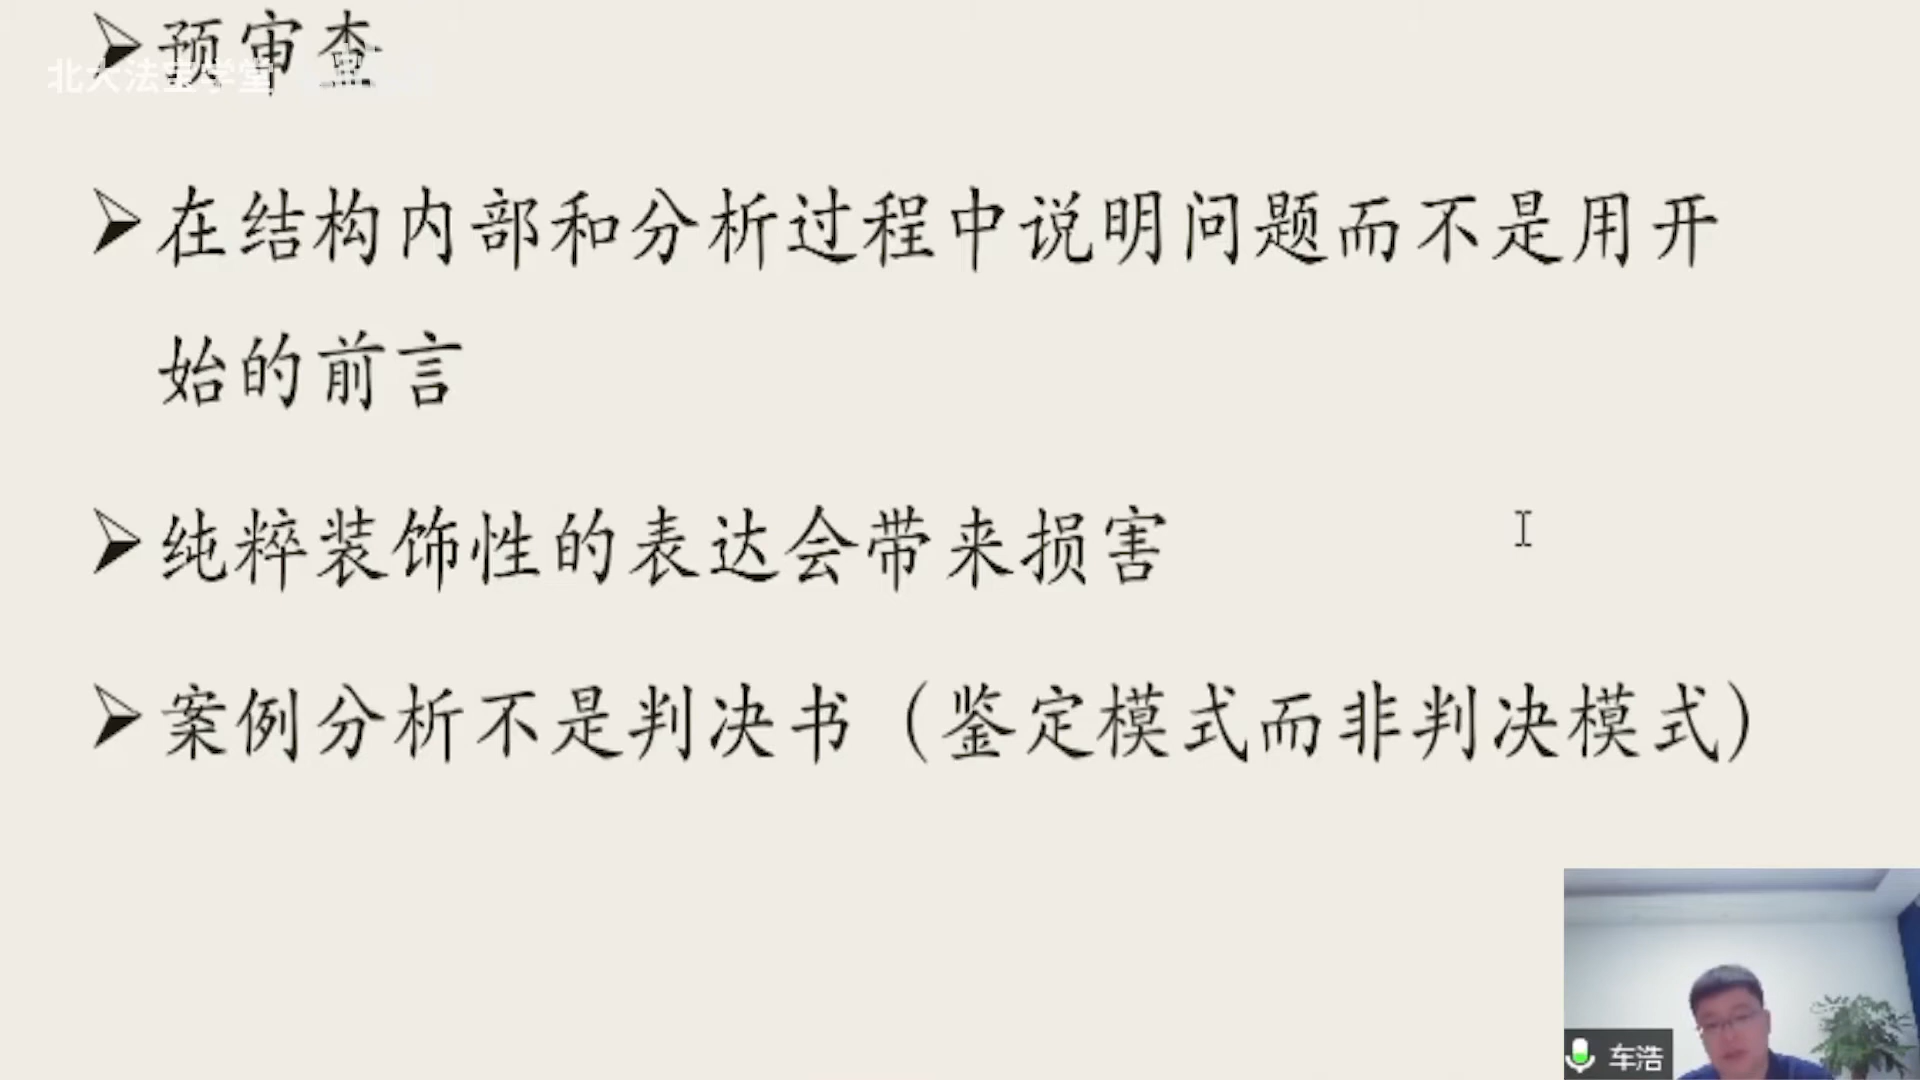 预审查
北大法宝学堂
在结构内部和分析过程中说明问题而不是用开
始的前言
纯粹装饰性的表达会带来损害
案例分析不是判决书（鉴定模式而非判决模式）
车浩